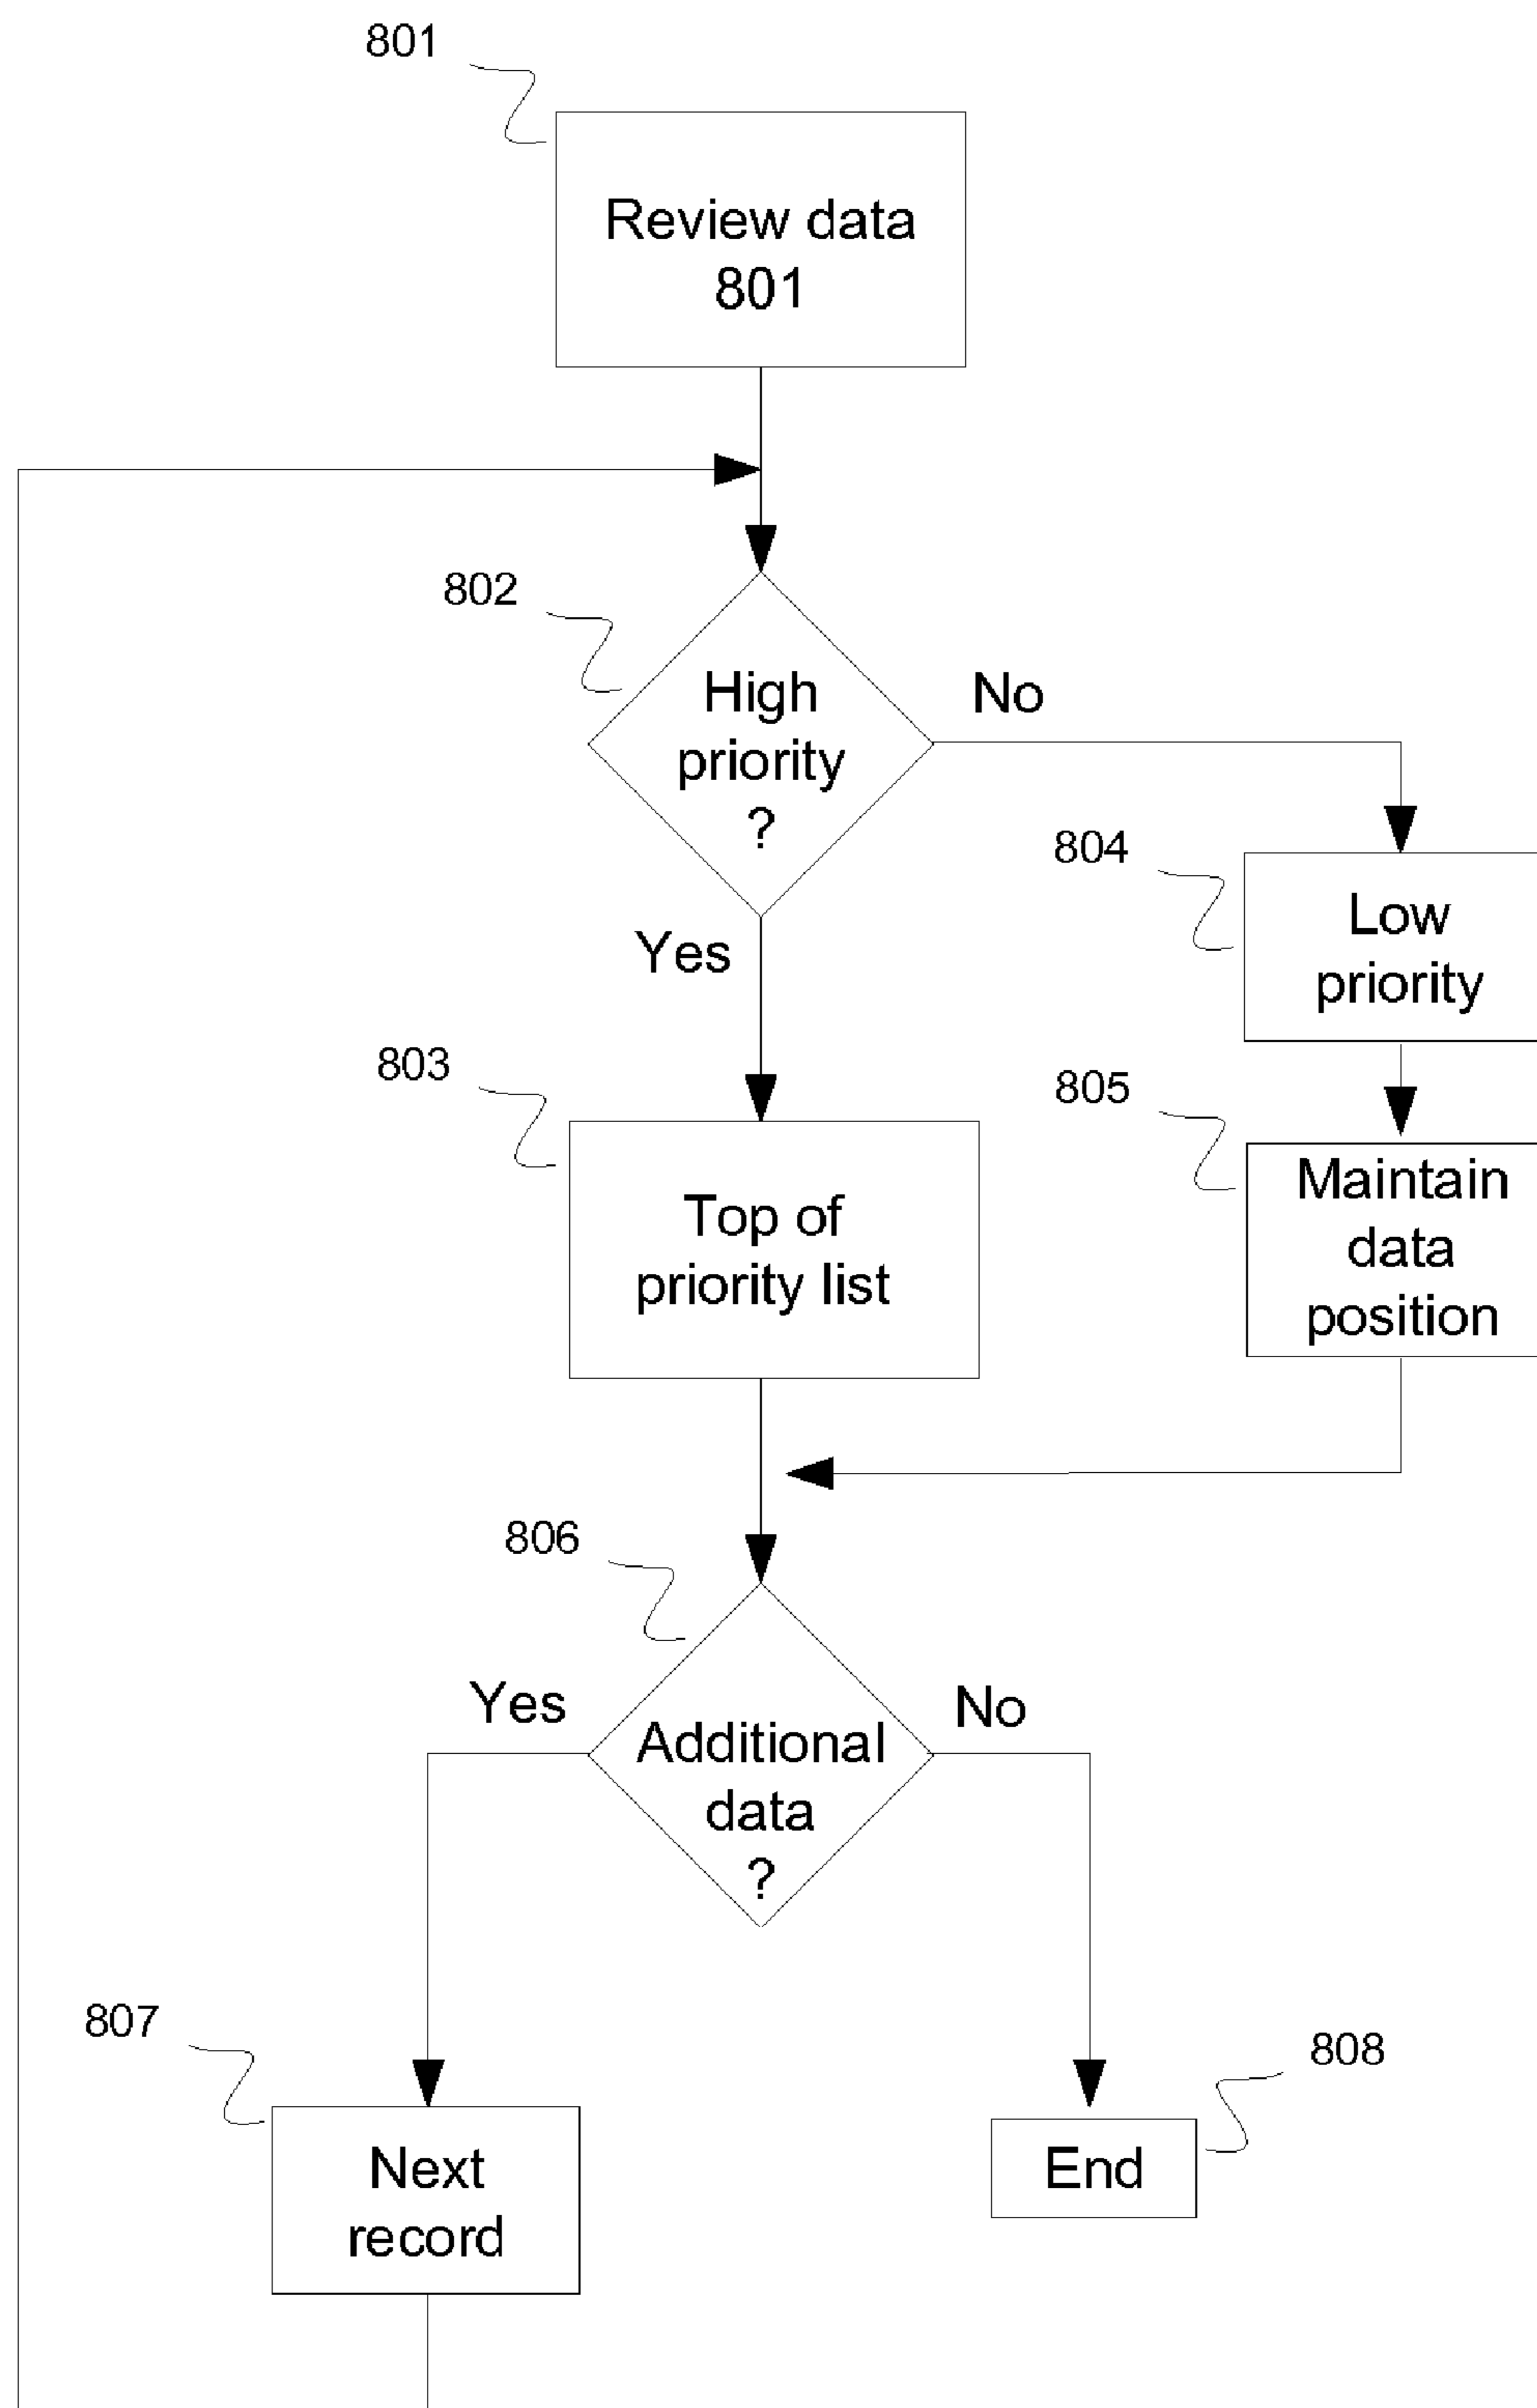 801
Review data
801
802
High
priority
?
No
Yes
804
Low
priority
803
805
Top of
priority list
Maintain
data
position
806
Yes
No
Additional
data
?
807
808
Next
record
End